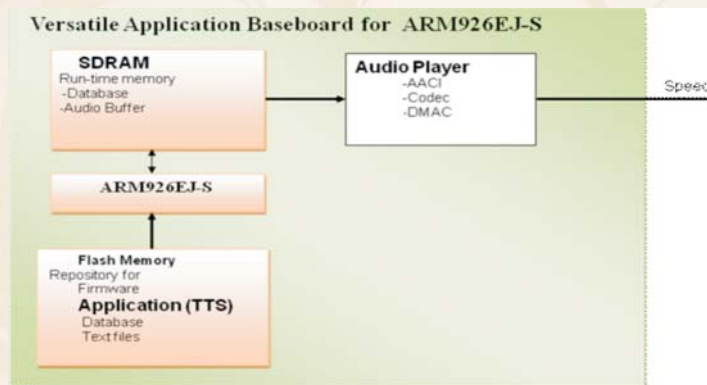 Versatile Application Baseboard for ARM926EJ-S
SDRAM
Run-time memory
-Database
-Audio Buffer
Audio Player
-AACI
-Codec
-DMAC
ARM926EJ-S
Flash Memory
Repository for
Firmware
Application (TTS)
Database
Text files